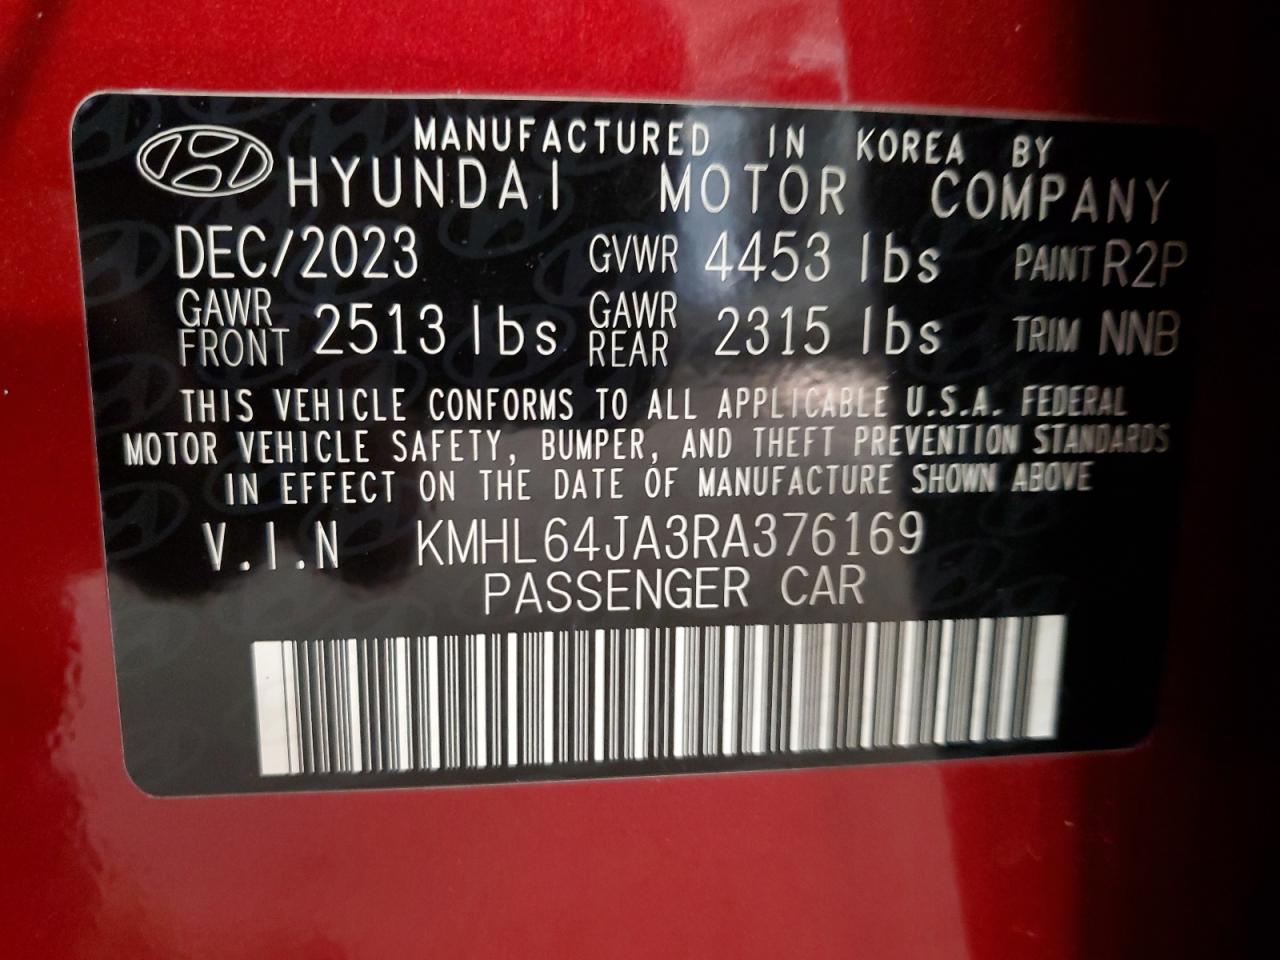 MANUFACTURED IN KOREA BY
HYUNDAI MOTOR COMPANY
DEC/2023 GVWR 4453 lbs PAINT R2P
GAWR FRONT 2513 lbs GAWR REAR 2315 lbs TRIM NNB
THIS VEHICLE CONFORMS TO ALL APPLICABLE U.S.A. FEDERAL
MOTOR VEHICLE SAFETY, BUMPER, AND THEFT PREVENTION STANDARDS
IN EFFECT ON THE DATE OF MANUFACTURE SHOWN ABOVE
V.I.N KMHL64JA3RA376169
PASSENGER CAR